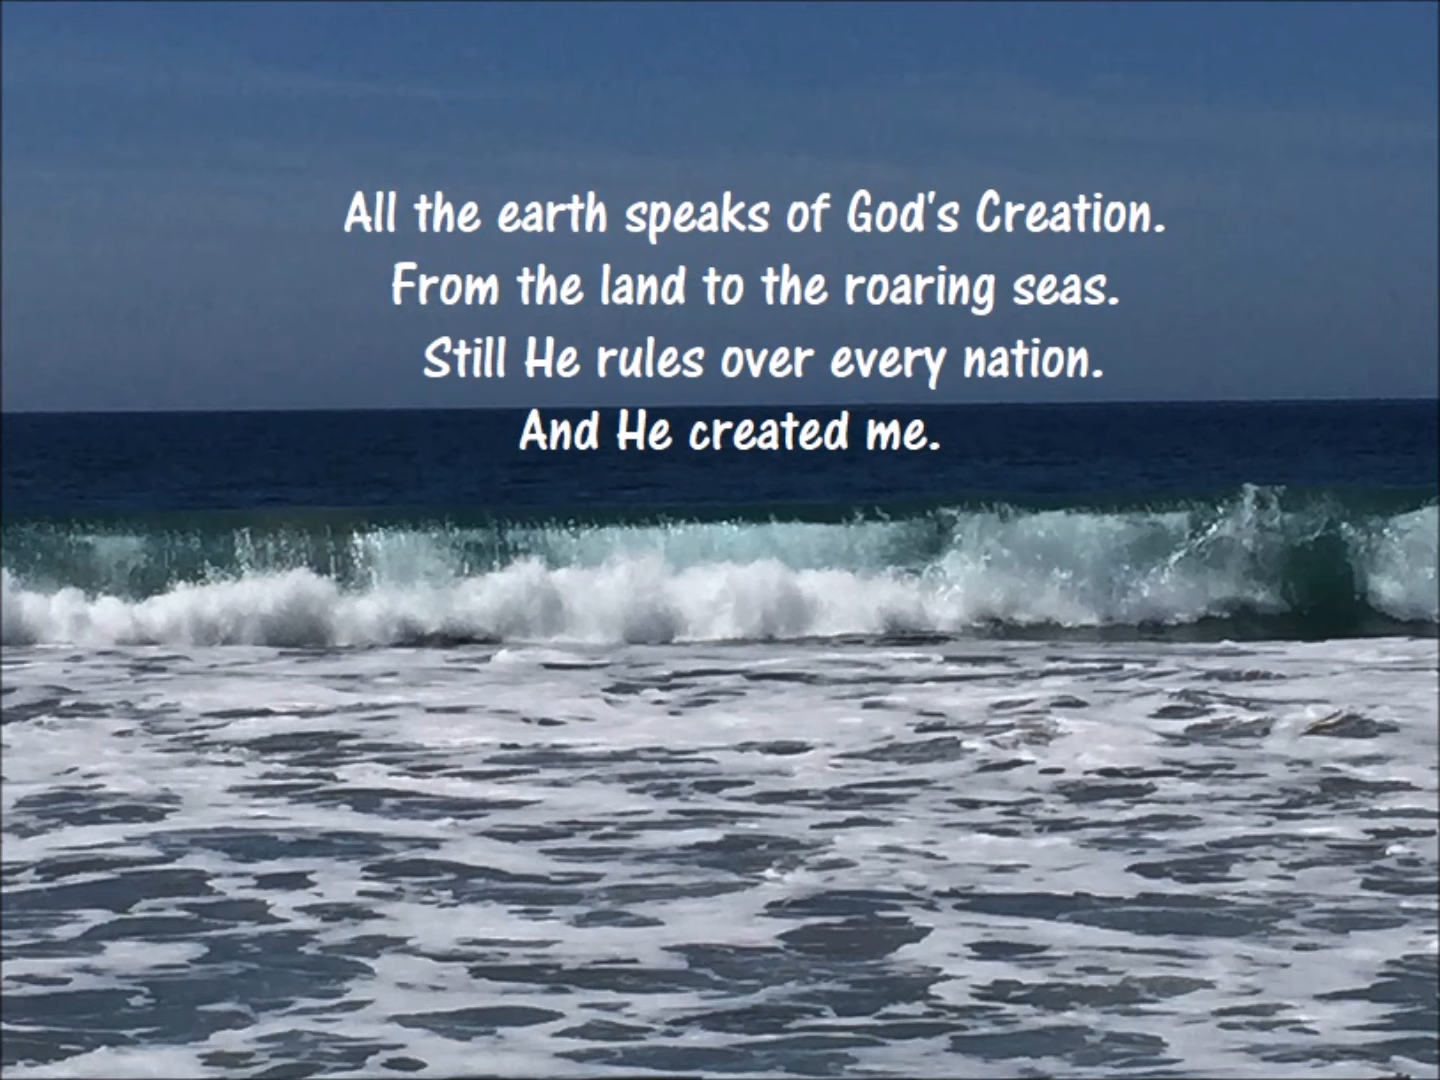 All the earth speaks of God's Creation.
From the land to the roaring seas.
Still He rules over every nation.
And He created me.